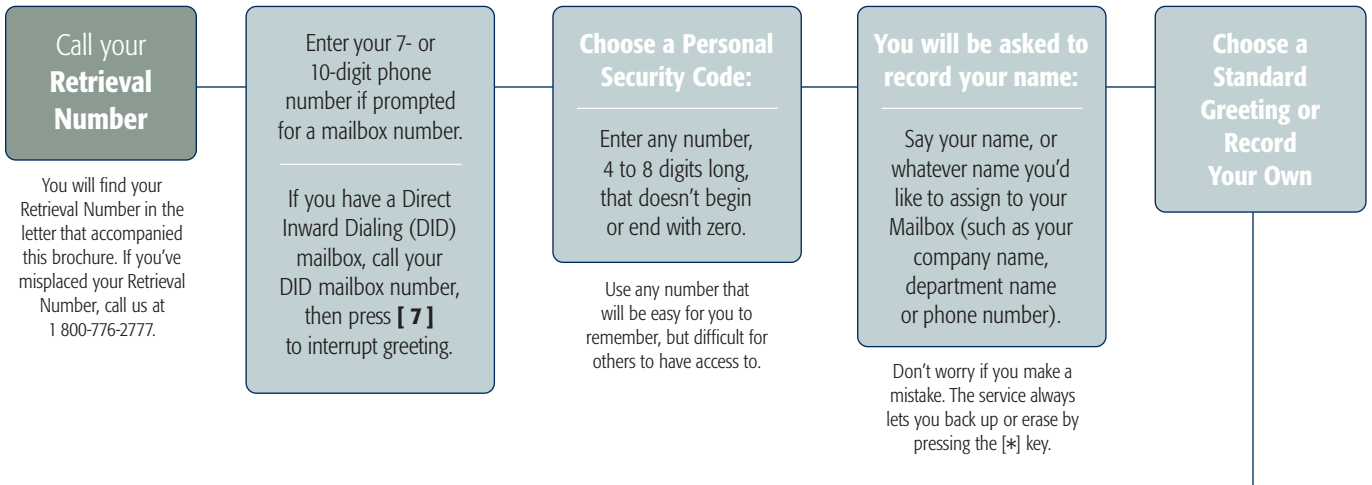 Call your
Retrieval
Number
You will find your
Retrieval Number in the
letter that accompanied
this brochure. If you've
misplaced your Retrieval
Number, call us at
1 800-776-2777.
Enter your 7- or
10-digit phone
number if prompted
for a mailbox number.
If you have a Direct
Inward Dialing (DID)
mailbox, call your
DID mailbox number,
then press [ 7 ]
to interrupt greeting.
Choose a Personal
Security Code:
Enter any number,
4 to 8 digits long,
that doesn't begin
or end with zero.
Use any number that
will be easy for you to
remember, but difficult for
others to have access to.
You will be asked to
record your name:
Say your name, or
whatever name you'd
like to assign to your
Mailbox (such as your
company name,
department name
or phone number).
Don't worry if you make a
mistake. The service always
lets you back up or erase by
pressing the [*] key.
Choose a
Standard
Greeting or
Record
Your Own